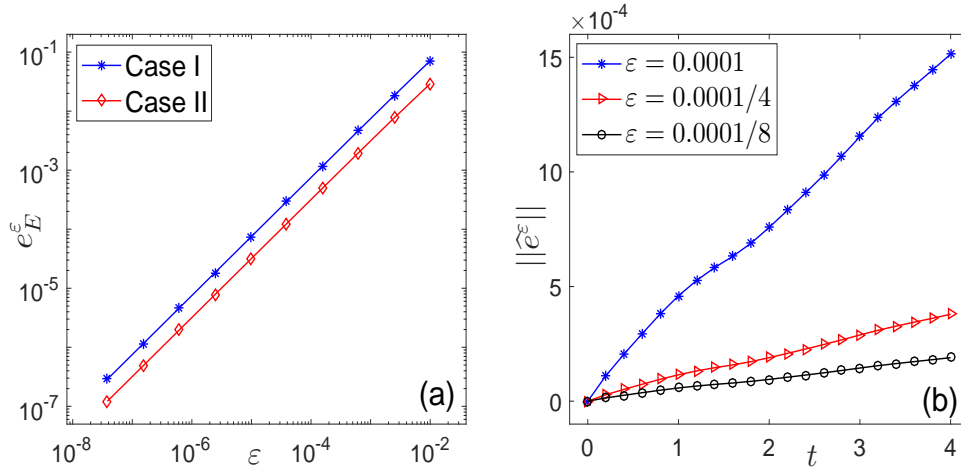 10^{-1}
10^{-3}
10^{-5}
10^{-7}
e_E^ε
Case I
Case II
(a)
10^{-8}
10^{-6}
10^{-4}
10^{-2}
ε
×10^{-4}
15
10
5
0
||ê^ε||
ε = 0.0001
ε = 0.0001/4
ε = 0.0001/8
(b)
0
1
2
3
4
t